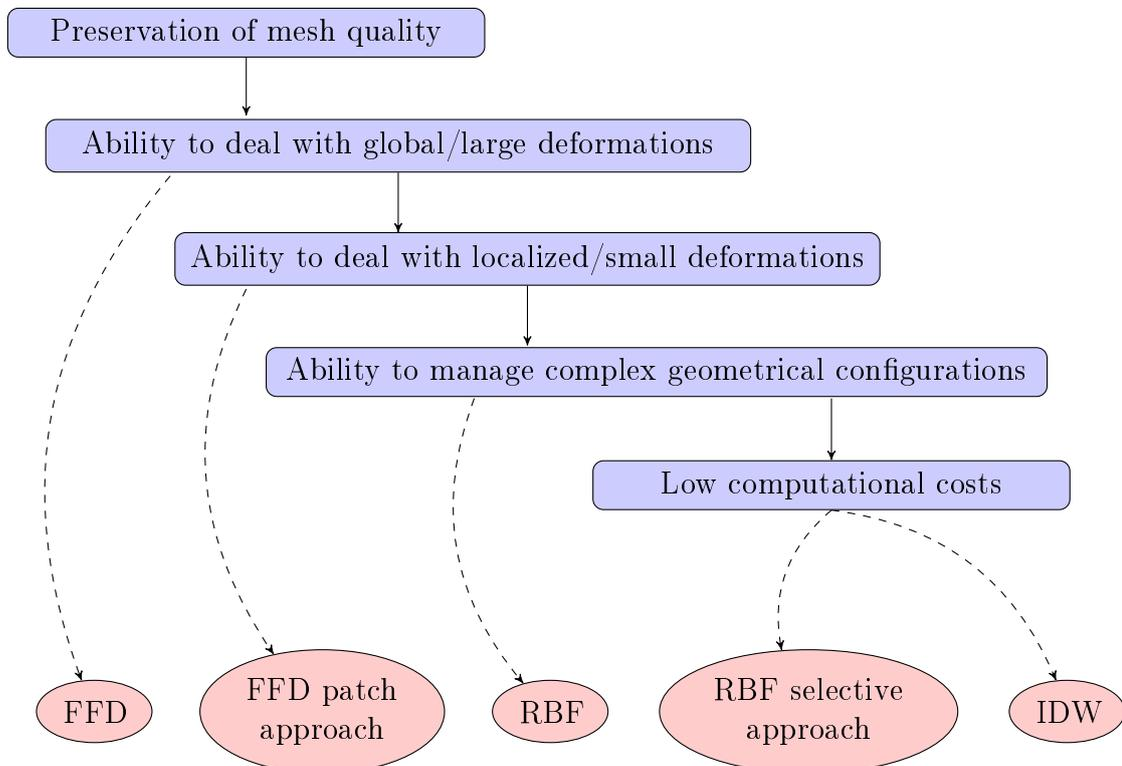 Preservation of mesh quality
Ability to deal with global/large deformations
Ability to deal with localized/small deformations
Ability to manage complex geometrical configurations
Low computational costs
FFD
FFD patch
approach
RBF
RBF selective
approach
IDW